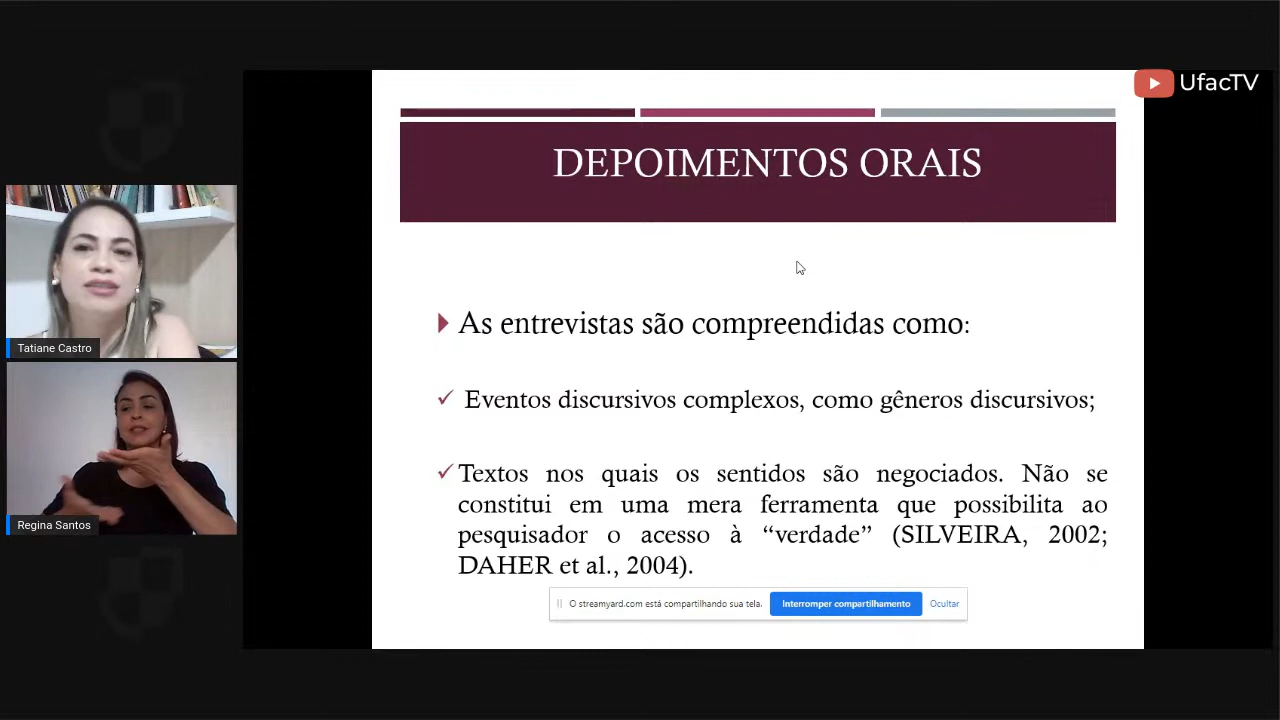 UfacTV
DEPOIMENTOS ORAIS
As entrevistas são compreendidas como:
Eventos discursivos complexos, como gêneros discursivos;
Textos nos quais os sentidos são negociados. Não se
constitui em uma mera ferramenta que possibilita ao
pesquisador o acesso à “verdade” (SILVEIRA, 2002;
DAHER et al., 2004).
O streamyard.com está compartilhando sua tela. Interromper compartilhamento Ocultar
Tatiane Castro
Regina Santos